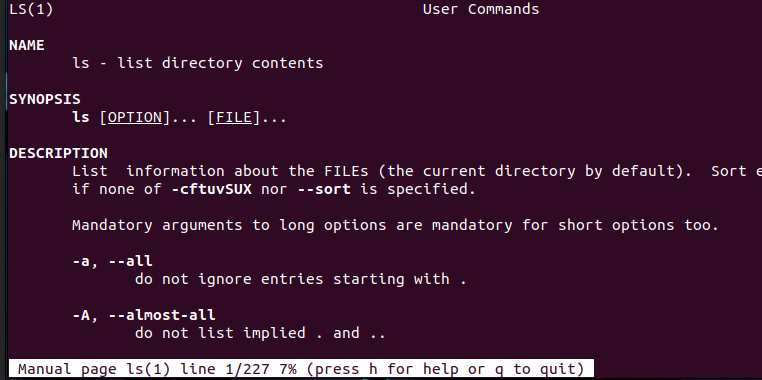 LS(1) User Commands
NAME
ls - list directory contents
SYNOPSIS
ls [OPTION]... [FILE]...
DESCRIPTION
List information about the FILEs (the current directory by default). Sort
if none of -cftuvSUX nor --sort is specified.
Mandatory arguments to long options are mandatory for short options too.
-a, --all
do not ignore entries starting with .
-A, --almost-all
do not list implied . and ..
Manual page ls(1) line 1/227 7% (press h for help or q to quit)